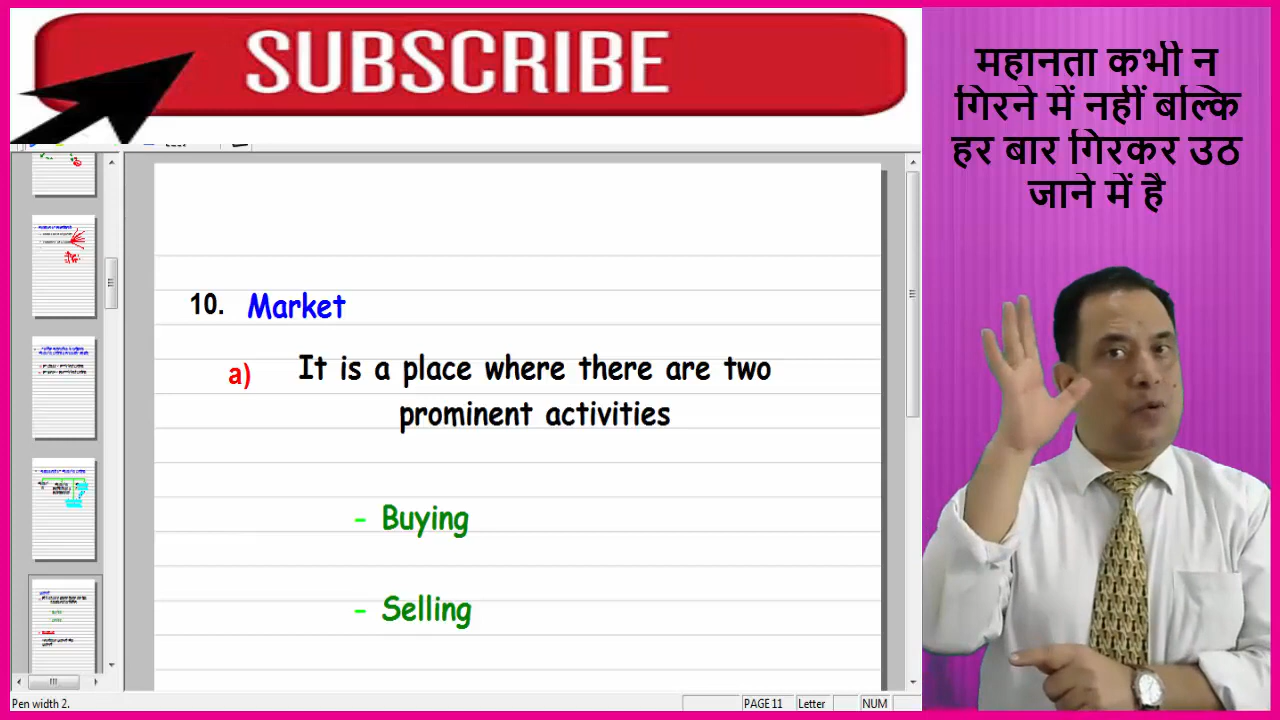 SUBSCRIBE
महानता कभी न
गिरने में नहीं बल्कि
हर बार गिरकर उठ
जाने में है
10. Market
a) It is a place where there are two
prominent activities
- Buying
- Selling
Pen width 2.
PAGE 11
Letter
NUM